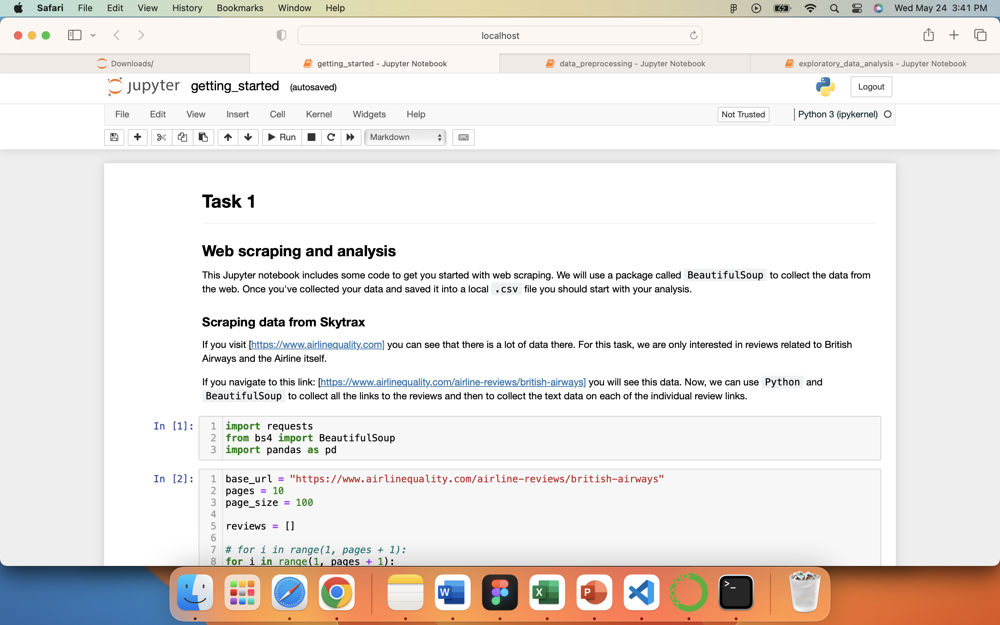 Safari File Edit View History Bookmarks Window Help Wed May 24 3:41 PM
localhost
Downloads/ getting_started - Jupyter Notebook data_preprocessing - Jupyter Notebook exploratory_data_analysis - Jupyter Notebook
jupyter getting_started (autosaved) Logout
File Edit View Insert Cell Kernel Widgets Help Not Trusted Python 3 (ipykernel)
Run Markdown
Task 1
Web scraping and analysis
This Jupyter notebook includes some code to get you started with web scraping. We will use a package called BeautifulSoup to collect the data from
the web. Once you've collected your data and saved it into a local .csv file you should start with your analysis.
Scraping data from Skytrax
If you visit [https://www.airlinequality.com] you can see that there is a lot of data there. For this task, we are only interested in reviews related to British
Airways and the Airline itself.
If you navigate to this link: [https://www.airlinequality.com/airline-reviews/british-airways] you will see this data. Now, we can use Python and
BeautifulSoup to collect all the links to the reviews and then to collect the text data on each of the individual review links.
In [1]: 1 import requests
2 from bs4 import BeautifulSoup
3 import pandas as pd
In [2]: 1 base_url = "https://www.airlinequality.com/airline-reviews/british-airways"
2 pages = 10
3 page_size = 100
4
5 reviews = []
6
7 # for i in range(1, pages + 1):
8 for i in range(1, pages + 1):
W X P >_